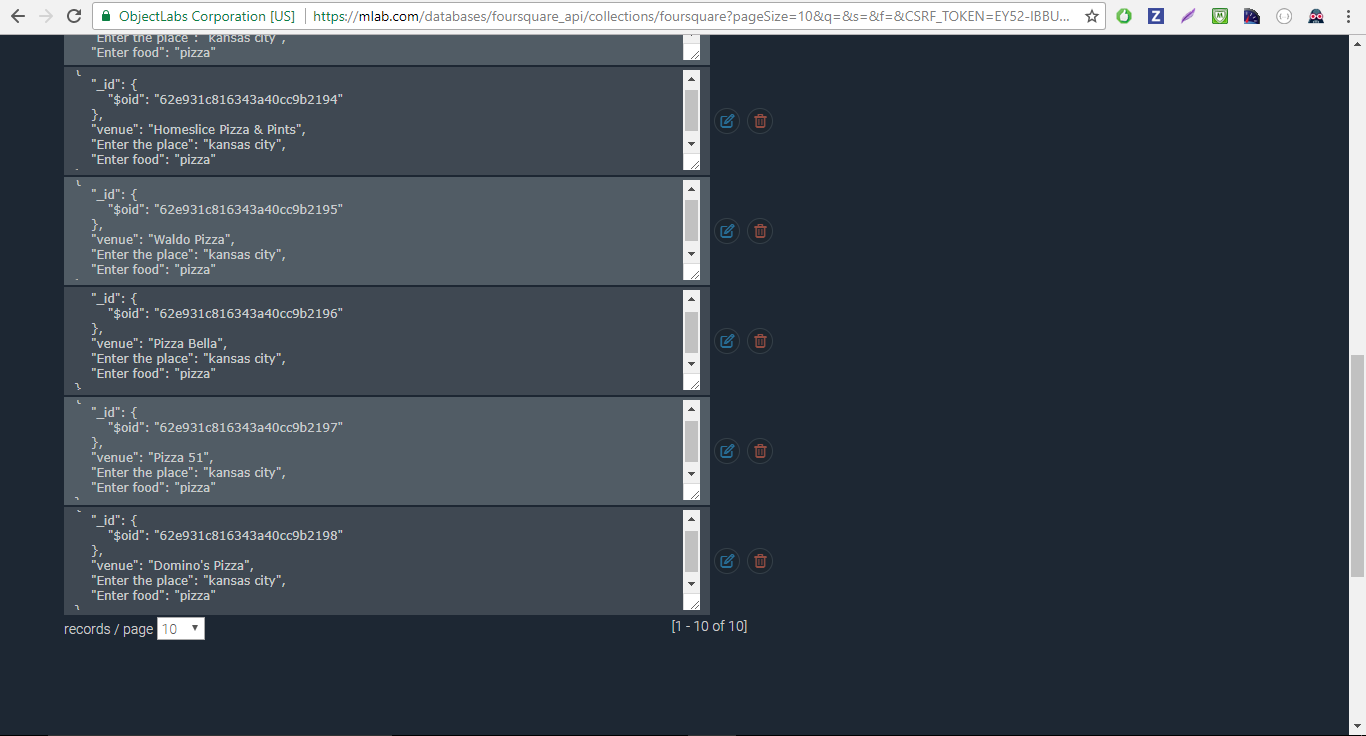 ObjectLabs Corporation [US] https://mlab.com/databases/foursquare_api/collections/foursquare?pageSize=10&q=&s=&f=&CSRF_TOKEN=EY52-IBBU...
"Enter the place": "kansas city",
"Enter food": "pizza"
{
"_id": {
"$oid": "62e931c816343a40cc9b2194"
},
"venue": "Homeslice Pizza & Pints",
"Enter the place": "kansas city",
"Enter food": "pizza"
{
"_id": {
"$oid": "62e931c816343a40cc9b2195"
},
"venue": "Waldo Pizza",
"Enter the place": "kansas city",
"Enter food": "pizza"
"_id": {
"$oid": "62e931c816343a40cc9b2196"
},
"venue": "Pizza Bella",
"Enter the place": "kansas city",
"Enter food": "pizza"
}
{
"_id": {
"$oid": "62e931c816343a40cc9b2197"
},
"venue": "Pizza 51",
"Enter the place": "kansas city",
"Enter food": "pizza"
}
{
"_id": {
"$oid": "62e931c816343a40cc9b2198"
},
"venue": "Domino's Pizza",
"Enter the place": "kansas city",
"Enter food": "pizza"
}
records / page 10
[1 - 10 of 10]